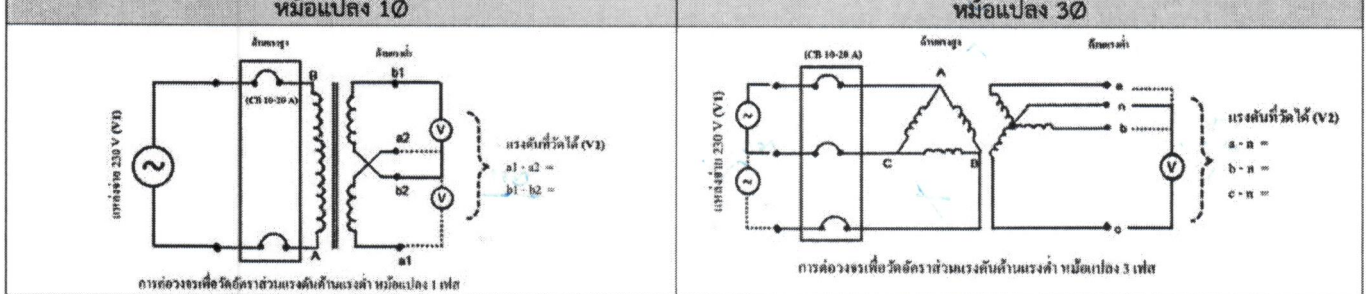 หม้อแปลง 1Ø
หม้อแปลง 3Ø
ด้านแรงสูง
ด้านแรงต่ำ
แหล่งจ่าย 230 V (V1)
(CB 10-20 A)
B
A
b1
a2
b2
a1
V
V
แรงดันที่วัดได้ (V2)
a1 - a2 =
b1 - b2 =
การต่อวงจรเพื่อวัดอัตราส่วนแรงดันด้านแรงต่ำ หม้อแปลง 1 เฟส
ด้านแรงสูง
ด้านแรงต่ำ
แหล่งจ่าย 230 V (V1)
(CB 10-20 A)
A
C
B
a
n
b
c
V
แรงดันที่วัดได้ (V2)
a - n =
b - n =
c - n =
การต่อวงจรเพื่อวัดอัตราส่วนแรงดันด้านแรงต่ำ หม้อแปลง 3 เฟส